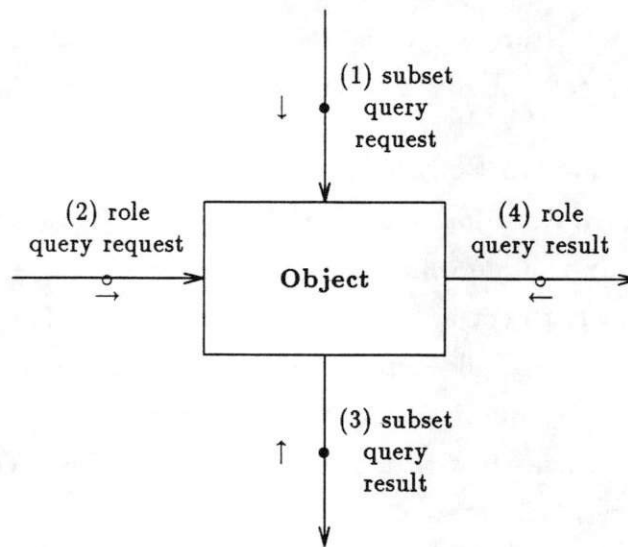 (1) subset
query
request
↓
(2) role
query request
→
Object
(4) role
query result
←
(3) subset
query
result
↑